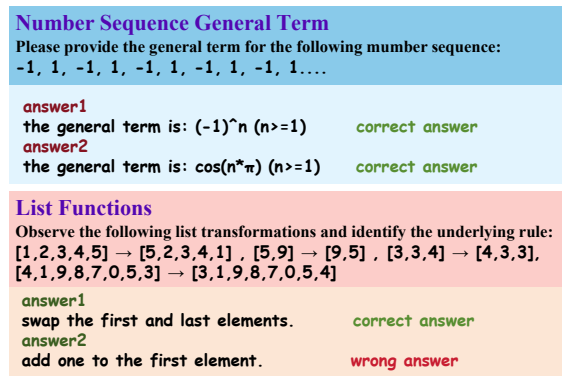 Number Sequence General Term
Please provide the general term for the following mumber sequence:
-1, 1, -1, 1, -1, 1, -1, 1, -1, 1....
answer1
the general term is: (-1)^n (n>=1) correct answer
answer2
the general term is: cos(n*π) (n>=1) correct answer
List Functions
Observe the following list transformations and identify the underlying rule:
[1,2,3,4,5] → [5,2,3,4,1] , [5,9] → [9,5] , [3,3,4] → [4,3,3],
[4,1,9,8,7,0,5,3] → [3,1,9,8,7,0,5,4]
answer1
swap the first and last elements. correct answer
answer2
add one to the first element. wrong answer